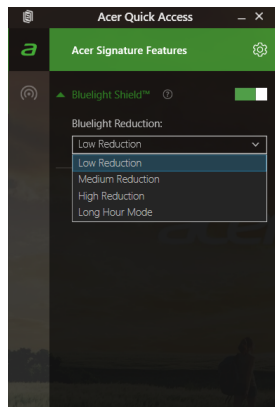 Acer Quick Access
Acer Signature Features
Bluelight Shield™
Bluelight Reduction:
Low Reduction
Low Reduction
Medium Reduction
High Reduction
Long Hour Mode